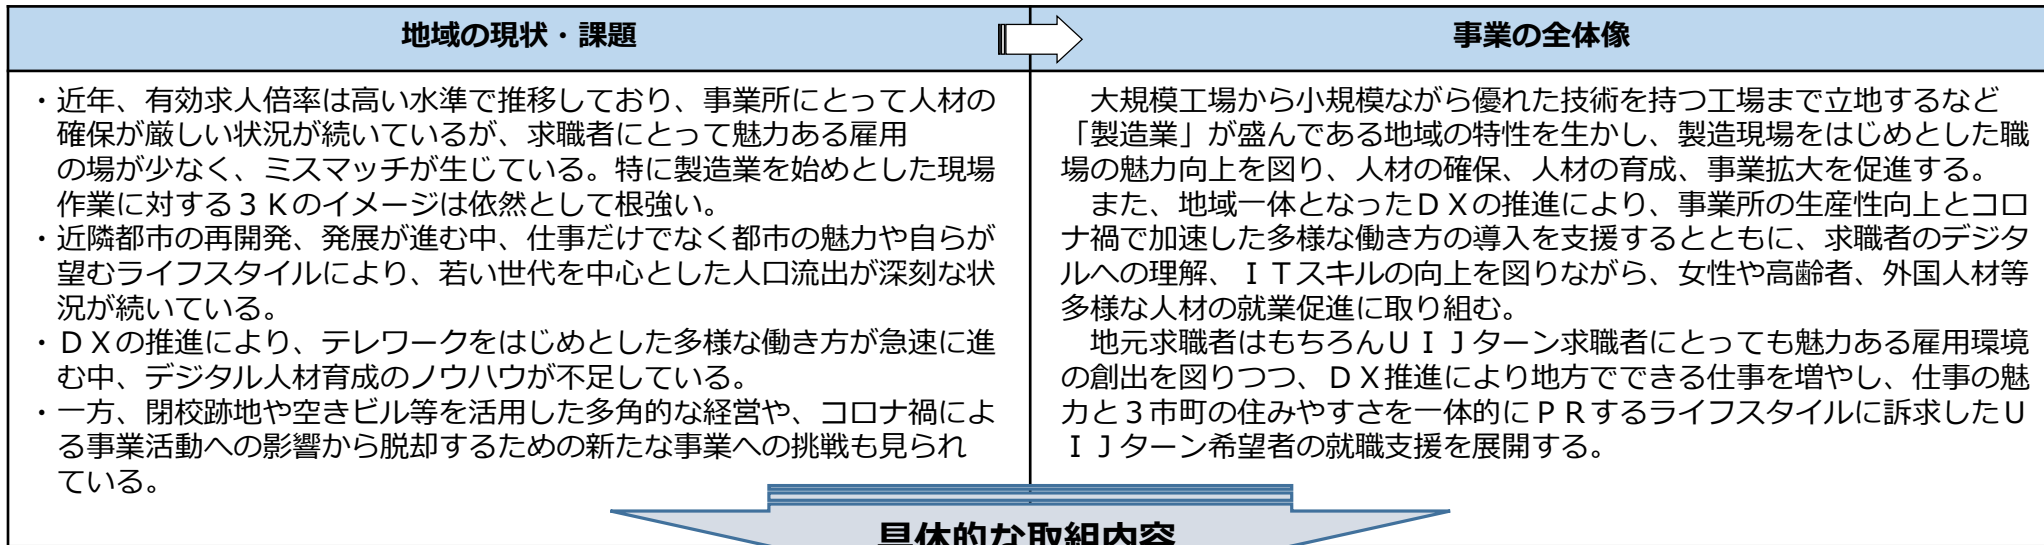 地域の現状・課題
・近年、有効求人倍率は高い水準で推移しており、事業所にとって人材の
確保が厳しい状況が続いているが、求職者にとって魅力ある雇用
の場が少なく、ミスマッチが生じている。特に製造業を始めとした現場
作業に対する３Ｋのイメージは依然として根強い。
・近隣都市の再開発、発展が進む中、仕事だけでなく都市の魅力や自らが
望むライフスタイルにより、若い世代を中心とした人口流出が深刻な状
況が続いている。
・ＤＸの推進により、テレワークをはじめとした多様な働き方が急速に進
む中、デジタル人材育成のノウハウが不足している。
・一方、閉校跡地や空きビル等を活用した多角的な経営や、コロナ禍によ
る事業活動への影響から脱却するための新たな事業への挑戦も見られ
ている。
事業の全体像
大規模工場から小規模ながら優れた技術を持つ工場まで立地するなど
「製造業」が盛んである地域の特性を生かし、製造現場をはじめとした職
場の魅力向上を図り、人材の確保、人材の育成、事業拡大を促進する。
また、地域一体となったＤＸの推進により、事業所の生産性向上とコロ
ナ禍で加速した多様な働き方の導入を支援するとともに、求職者のデジタ
ルへの理解、ＩＴスキルの向上を図りながら、女性や高齢者、外国人材等
多様な人材の就業促進に取り組む。
地元求職者はもちろんＵＩＪターン求職者にとっても魅力ある雇用環境
の創出を図りつつ、ＤＸ推進により地方でできる仕事を増やし、仕事の魅
力と３市町の住みやすさを一体的にＰＲするライフスタイルに訴求したＵ
ＩＪターン希望者の就職支援を展開する。
具体的な取組内容